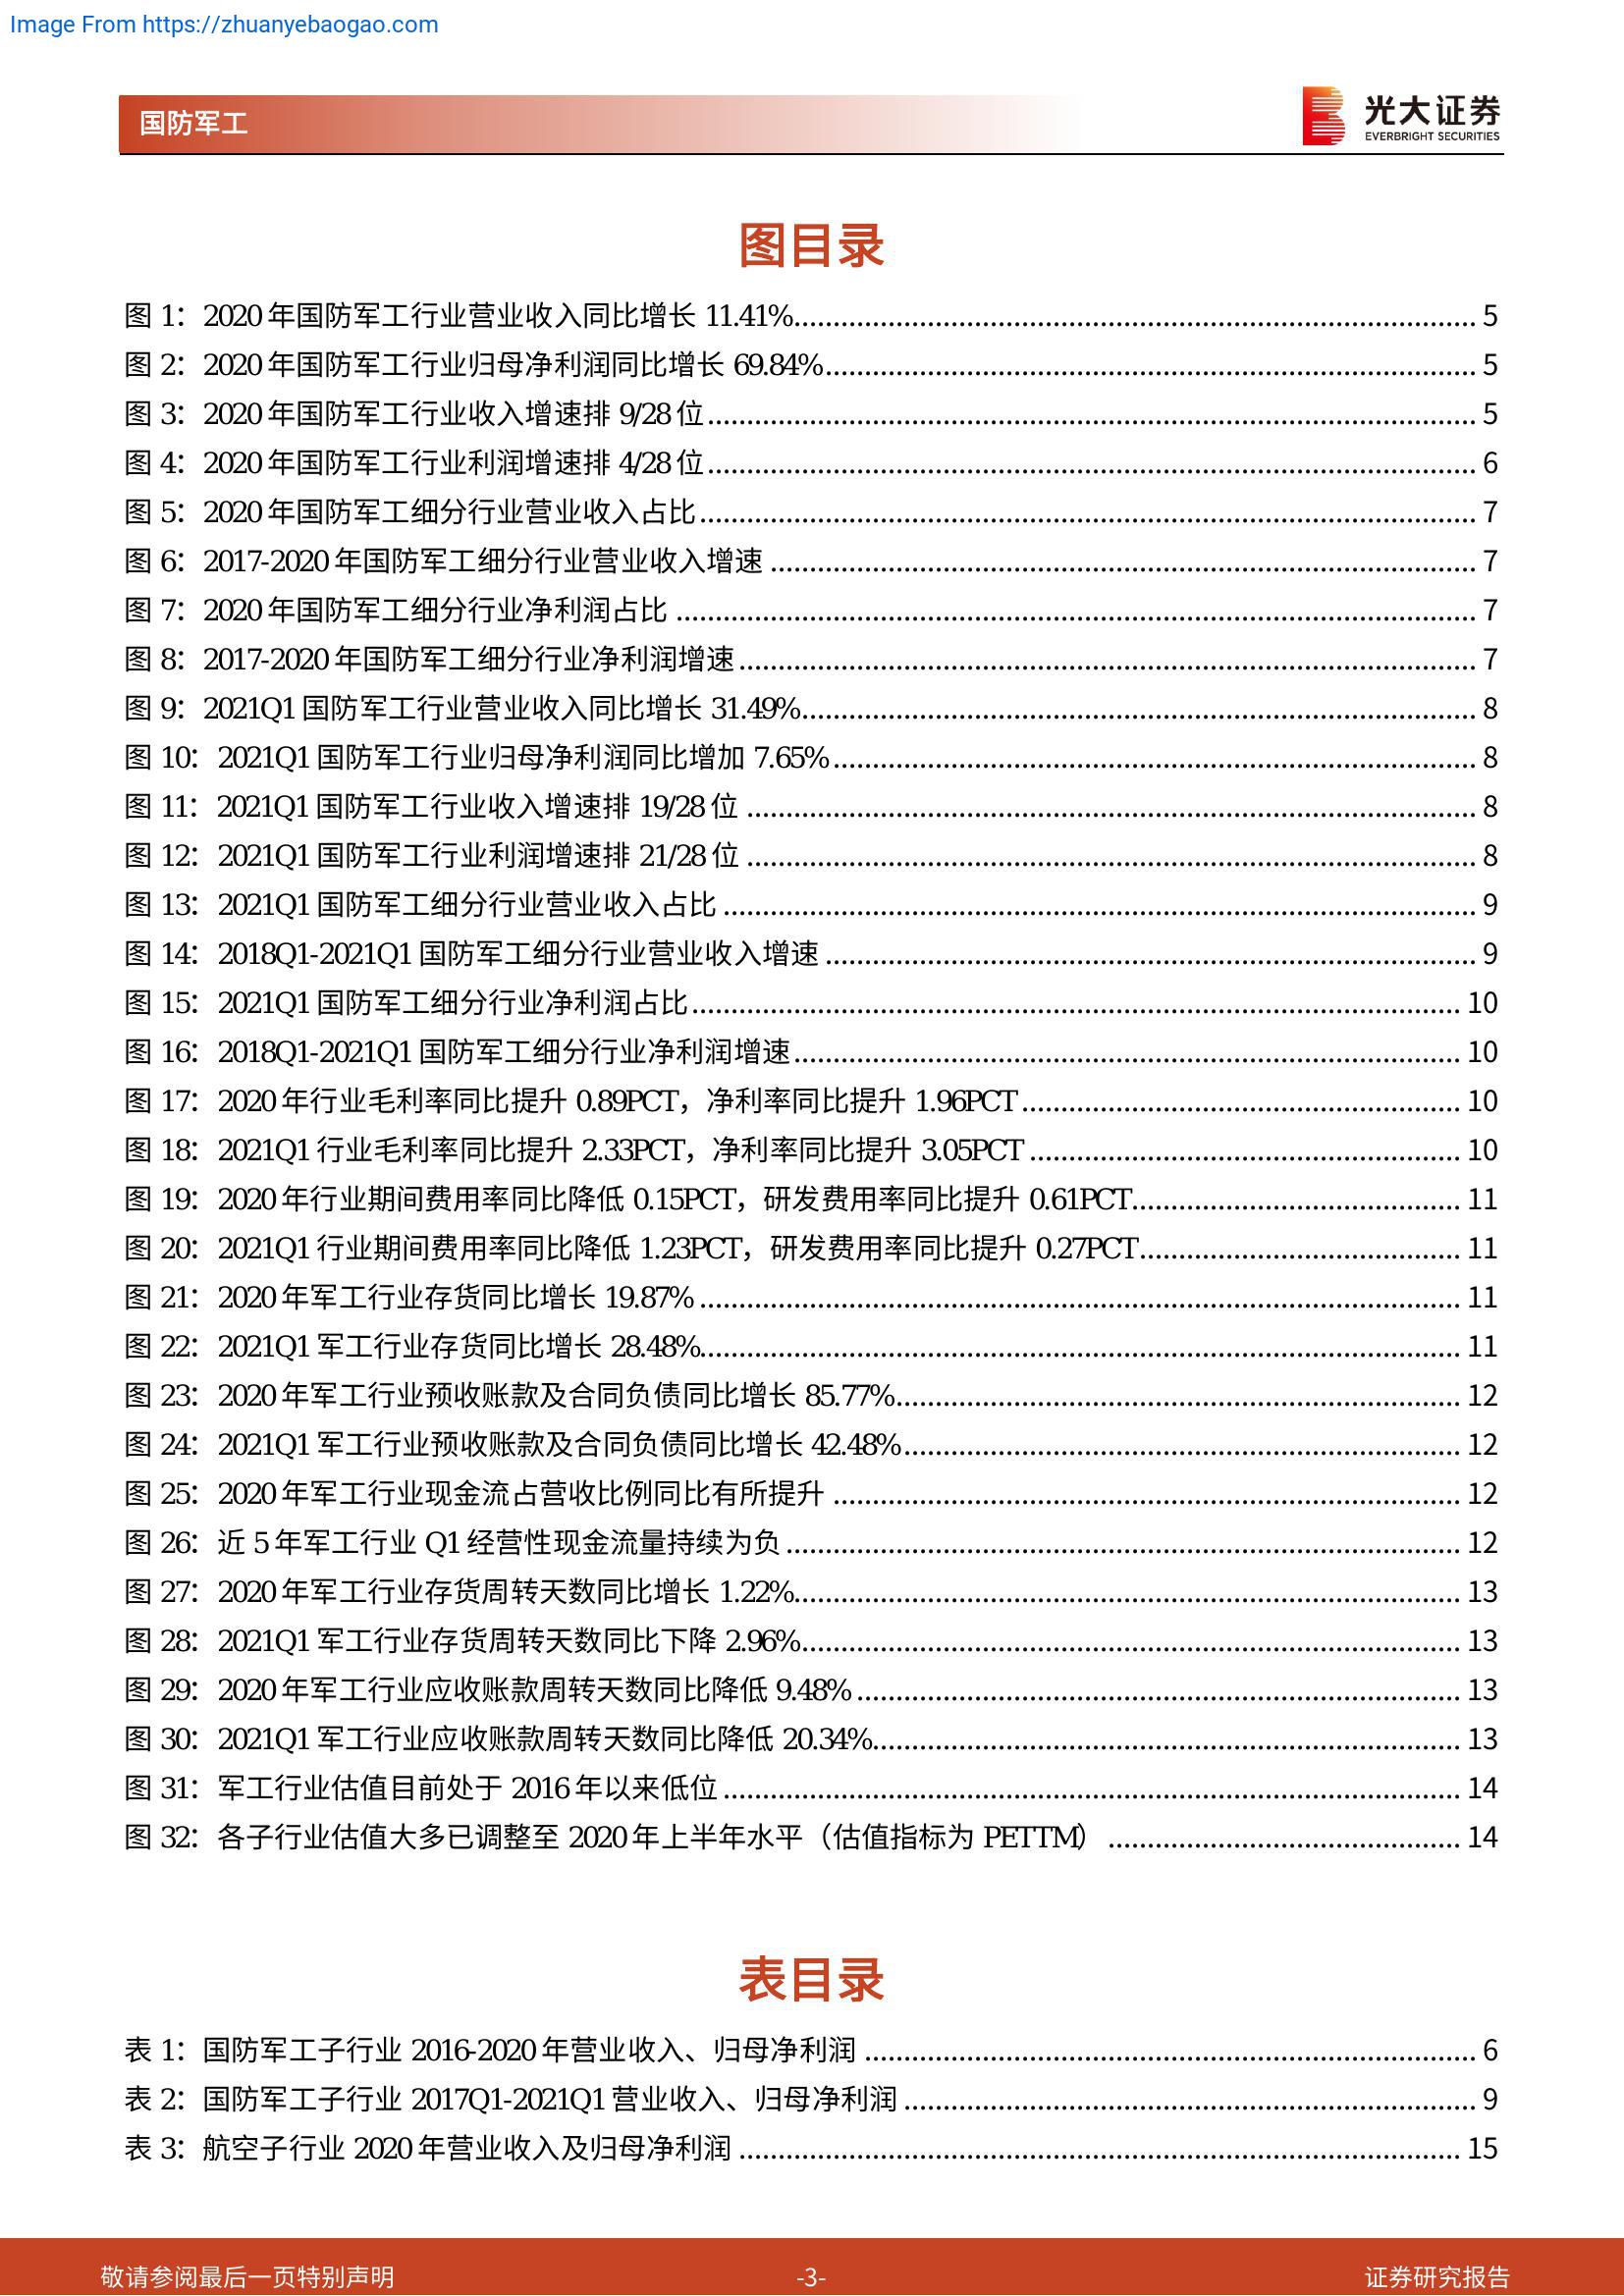 Image From https://zhuanyebaogao.com
国防军工
光大证券
EVERBRIGHT SECURITIES
图目录
图 1：2020 年国防军工行业营业收入同比增长 11.41% 5
图 2：2020 年国防军工行业归母净利润同比增长 69.84% 5
图 3：2020 年国防军工行业收入增速排 9/28 位 5
图 4：2020 年国防军工行业利润增速排 4/28 位 6
图 5：2020 年国防军工细分行业营业收入占比 7
图 6：2017-2020 年国防军工细分行业营业收入增速 7
图 7：2020 年国防军工细分行业净利润占比 7
图 8：2017-2020 年国防军工细分行业净利润增速 7
图 9：2021Q1 国防军工行业营业收入同比增长 31.49% 8
图 10：2021Q1 国防军工行业归母净利润同比增加 7.65% 8
图 11：2021Q1 国防军工行业收入增速排 19/28 位 8
图 12：2021Q1 国防军工行业利润增速排 21/28 位 8
图 13：2021Q1 国防军工细分行业营业收入占比 9
图 14：2018Q1-2021Q1 国防军工细分行业营业收入增速 9
图 15：2021Q1 国防军工细分行业净利润占比 10
图 16：2018Q1-2021Q1 国防军工细分行业净利润增速 10
图 17：2020 年行业毛利率同比提升 0.89PCT，净利率同比提升 1.96PCT 10
图 18：2021Q1 行业毛利率同比提升 2.33PCT，净利率同比提升 3.05PCT 10
图 19：2020 年行业期间费用率同比降低 0.15PCT，研发费用率同比提升 0.61PCT 11
图 20：2021Q1 行业期间费用率同比降低 1.23PCT，研发费用率同比提升 0.27PCT 11
图 21：2020 年军工行业存货同比增长 19.87% 11
图 22：2021Q1 军工行业存货同比增长 28.48% 11
图 23：2020 年军工行业预收账款及合同负债同比增长 85.77% 12
图 24：2021Q1 军工行业预收账款及合同负债同比增长 42.48% 12
图 25：2020 年军工行业现金流占营收比例同比有所提升 12
图 26：近 5 年军工行业 Q1 经营性现金流量持续为负 12
图 27：2020 年军工行业存货周转天数同比增长 1.22% 13
图 28：2021Q1 军工行业存货周转天数同比下降 2.96% 13
图 29：2020 年军工行业应收账款周转天数同比降低 9.48% 13
图 30：2021Q1 军工行业应收账款周转天数同比降低 20.34% 13
图 31：军工行业估值目前处于 2016 年以来低位 14
图 32：各子行业估值大多已调整至 2020 年上半年水平（估值指标为 PETTM） 14
表目录
表 1：国防军工子行业 2016-2020 年营业收入、归母净利润 6
表 2：国防军工子行业 2017Q1-2021Q1 营业收入、归母净利润 9
表 3：航空子行业 2020 年营业收入及归母净利润 15
敬请参阅最后一页特别声明
-3-
证券研究报告